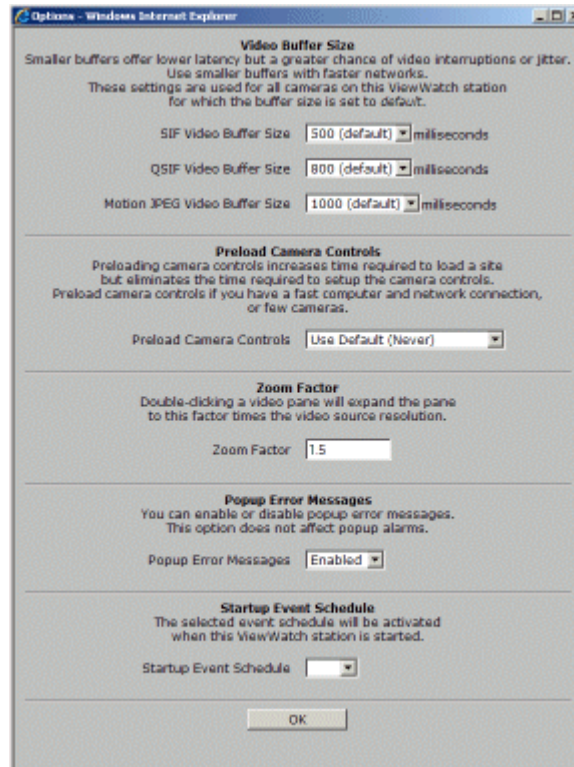 Options - Windows Internet Explorer
Video Buffer Size
Smaller buffers offer lower latency but a greater chance of video interruptions or jitter.
Use smaller buffers with faster networks.
These settings are used for all cameras on this ViewWatch station
for which the buffer size is set to default.
SIF Video Buffer Size 500 (default) milliseconds
QSIF Video Buffer Size 800 (default) milliseconds
Motion JPEG Video Buffer Size 1000 (default) milliseconds
Preload Camera Controls
Preloading camera controls increases time required to load a site
but eliminates the time required to setup the camera controls.
Preload camera controls if you have a fast computer and network connection,
or few cameras.
Preload Camera Controls Use Default (Never)
Zoom Factor
Double-clicking a video pane will expand the pane
to this factor times the video source resolution.
Zoom Factor 1.5
Popup Error Messages
You can enable or disable popup error messages.
This option does not affect popup alarms.
Popup Error Messages Enabled
Startup Event Schedule
The selected event schedule will be activated
when this ViewWatch station is started.
Startup Event Schedule
OK